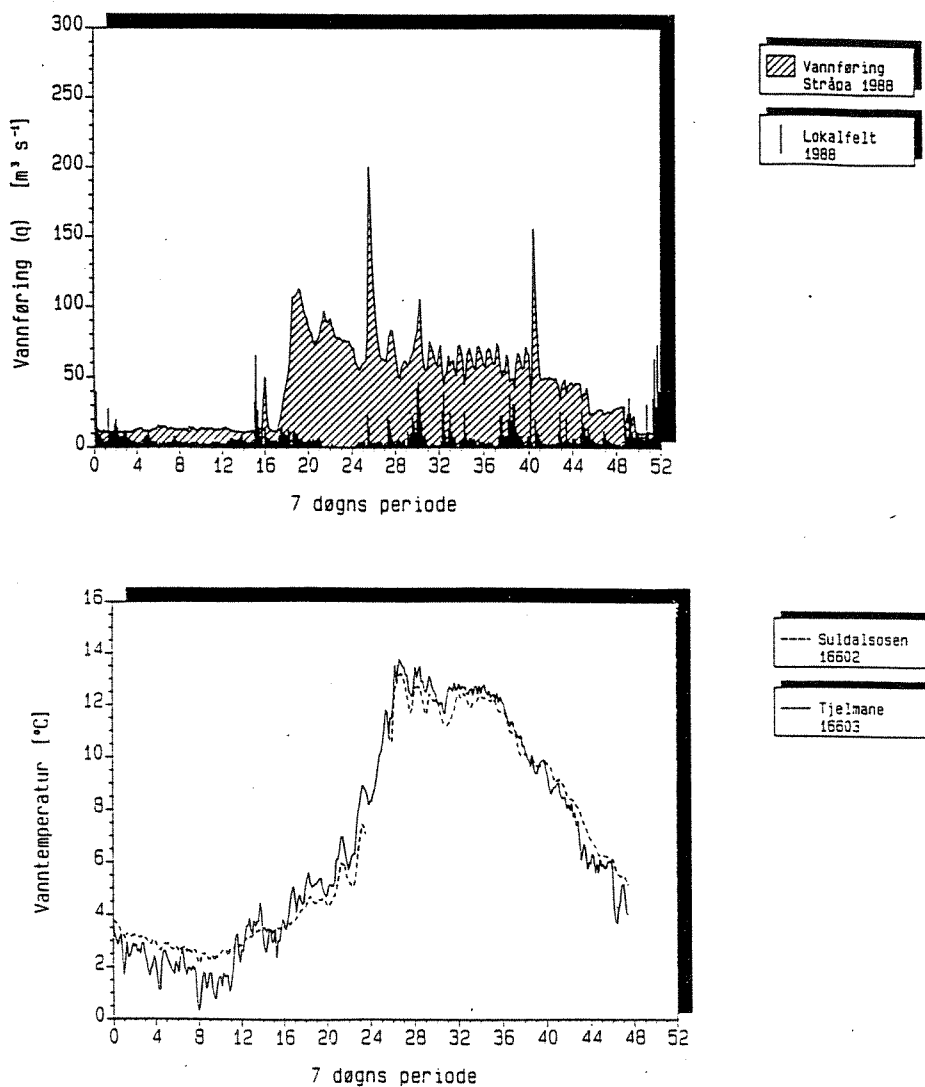 300
250
200
150
100
50
0
Vannføring (q) [m³ s⁻¹]
0 4 8 12 16 20 24 28 32 36 40 44 48 52
7 døgns periode
Vannføring
Stråpa 1988
Lokalfelt
1988
16
14
12
10
8
6
4
2
0
Vanntemperatur [°C]
0 4 8 12 16 20 24 28 32 36 40 44 48 52
7 døgns periode
Suldalsosen
16602
Tjelmane
16603